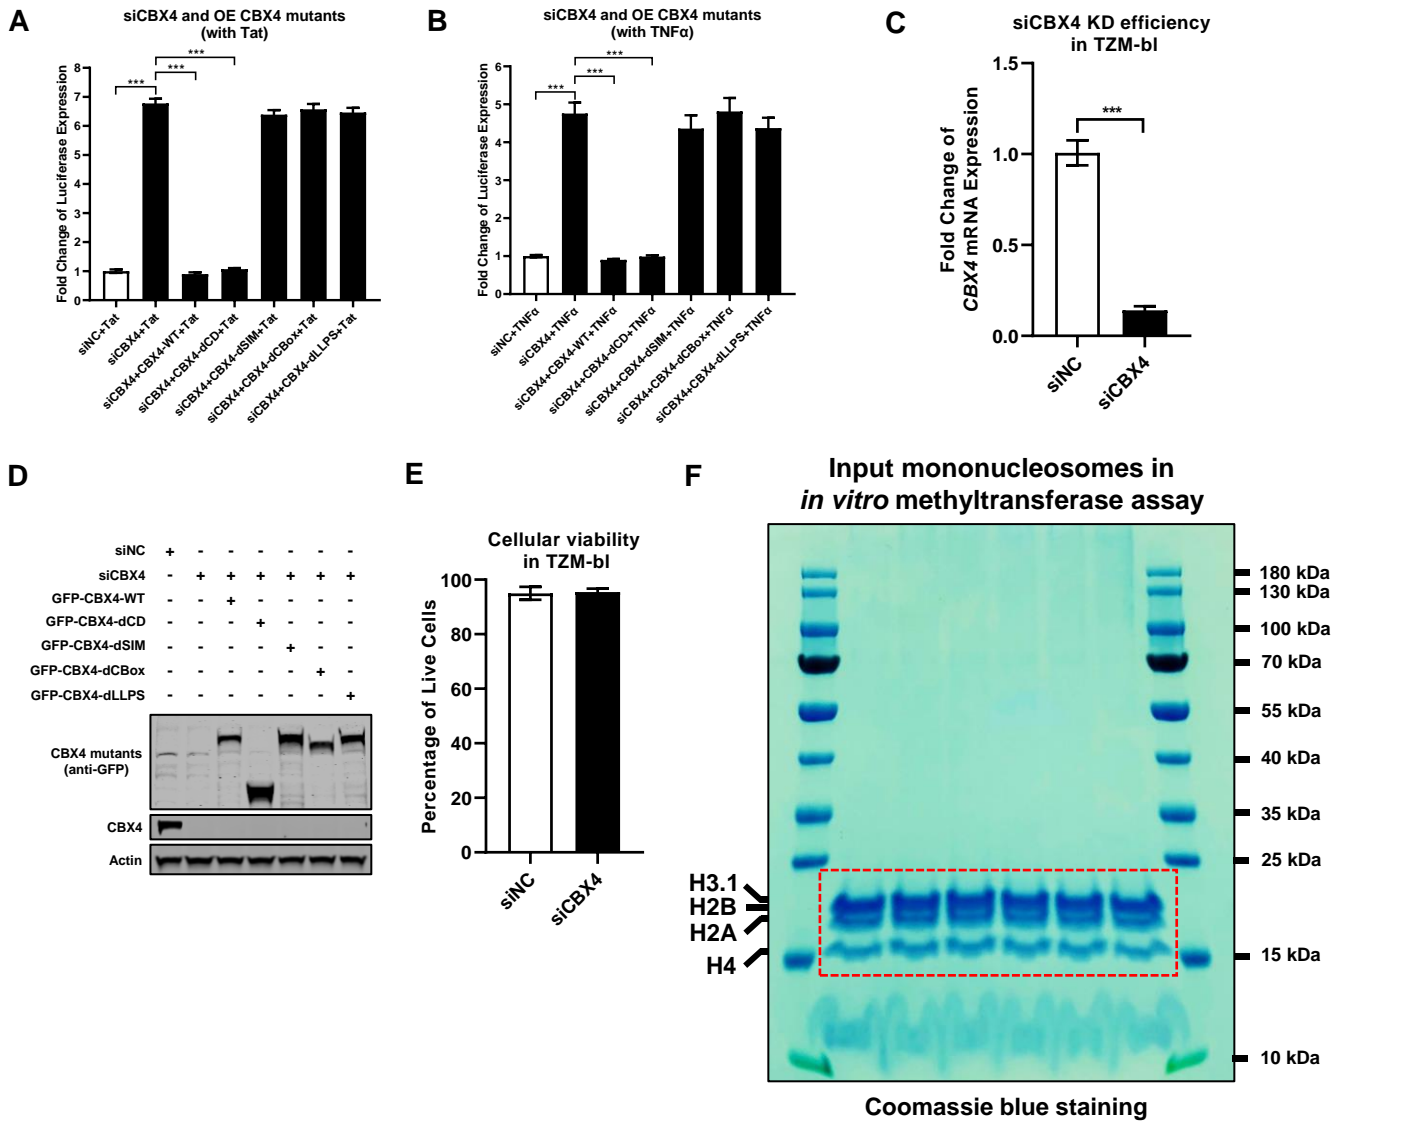 A
siCBX4 and OE CBX4 mutants
(with Tat)
Fold Change of Luciferase Expression
8
7
6
5
4
3
2
1
0
***
***
***
siNC+Tat
siCBX4+Tat
siCBX4+CBX4-WT+Tat
siCBX4+CBX4-dCD+Tat
siCBX4+CBX4-dSIM+Tat
siCBX4+CBX4-dCBox+Tat
siCBX4+CBX4-dLLPS+Tat
B
siCBX4 and OE CBX4 mutants
(with TNFα)
Fold Change of Luciferase Expression
6
5
4
3
2
1
0
***
***
***
siNC+TNFα
siCBX4+TNFα
siCBX4+CBX4-WT+TNFα
siCBX4+CBX4-dCD+TNFα
siCBX4+CBX4-dSIM+TNFα
siCBX4+CBX4-dCBox+TNFα
siCBX4+CBX4-dLLPS+TNFα
C
siCBX4 KD efficiency
in TZM-bl
Fold Change of
CBX4 mRNA Expression
1.5
1.0
0.5
0.0
***
siNC
siCBX4
D
siNC + - - - - - -
siCBX4 - + + + + + +
GFP-CBX4-WT - - + - - - -
GFP-CBX4-dCD - - - + - - -
GFP-CBX4-dSIM - - - - + - -
GFP-CBX4-dCBox - - - - - + -
GFP-CBX4-dLLPS - - - - - - +
CBX4 mutants
(anti-GFP)
CBX4
Actin
E
Cellular viability
in TZM-bl
Percentage of Live Cells
100
80
60
40
20
0
siNC
siCBX4
F
Input mononucleosomes in
in vitro methyltransferase assay
180 kDa
130 kDa
100 kDa
70 kDa
55 kDa
40 kDa
35 kDa
25 kDa
15 kDa
10 kDa
H3.1
H2B
H2A
H4
Coomassie blue staining